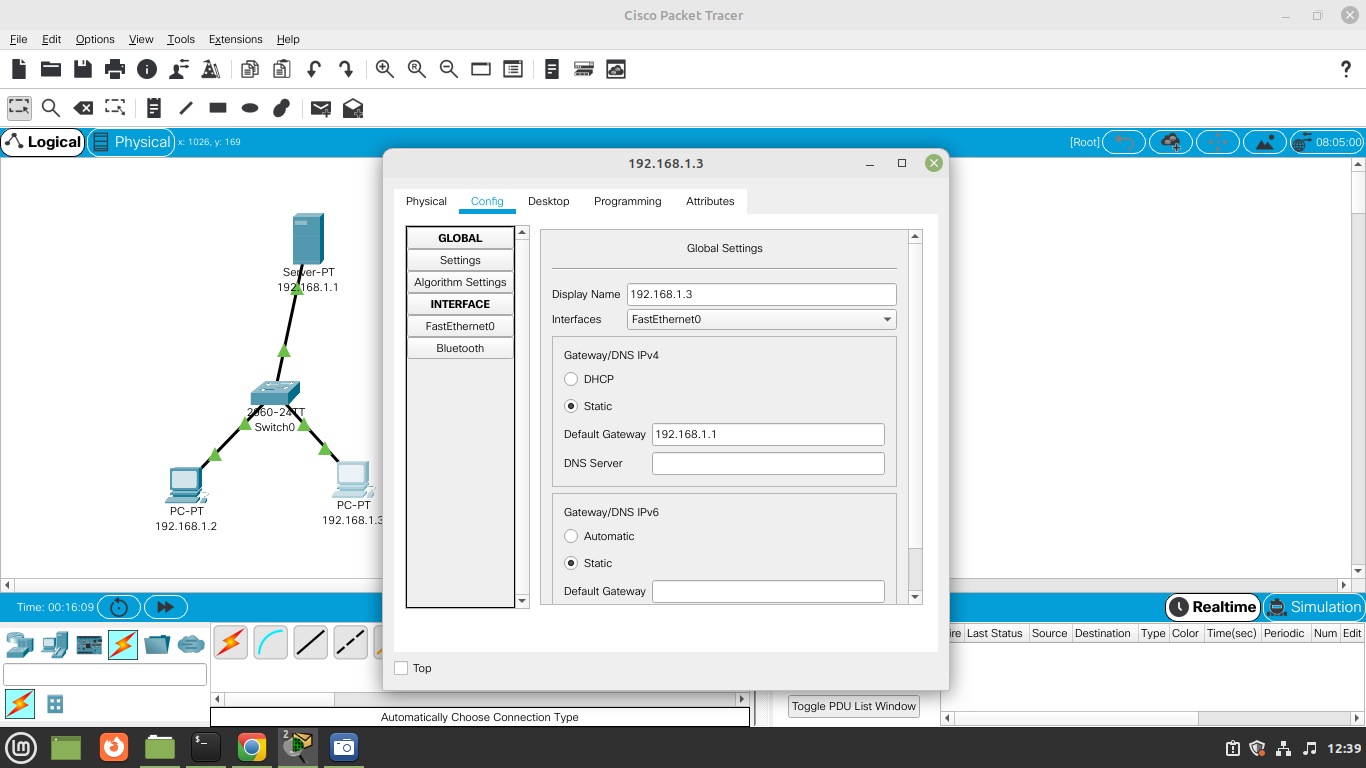 Cisco Packet Tracer
File Edit Options View Tools Extensions Help
?
Logical Physical x: 1026, y: 169 [Root] 08:05:00
192.168.1.3
Physical Config Desktop Programming Attributes
GLOBAL
Settings
Algorithm Settings
INTERFACE
FastEthernet0
Bluetooth
Global Settings
Display Name 192.168.1.3
Interfaces FastEthernet0
Gateway/DNS IPv4
DHCP
Static
Default Gateway 192.168.1.1
DNS Server
Gateway/DNS IPv6
Automatic
Static
Default Gateway
Top
Server-PT
192.168.1.1
2960-24TT
Switch0
PC-PT
192.168.1.2
PC-PT
192.168.1.3
Time: 00:16:09 Realtime Simulation
ire Last Status Source Destination Type Color Time(sec) Periodic Num Edit
Toggle PDU List Window
Automatically Choose Connection Type
2
12:39